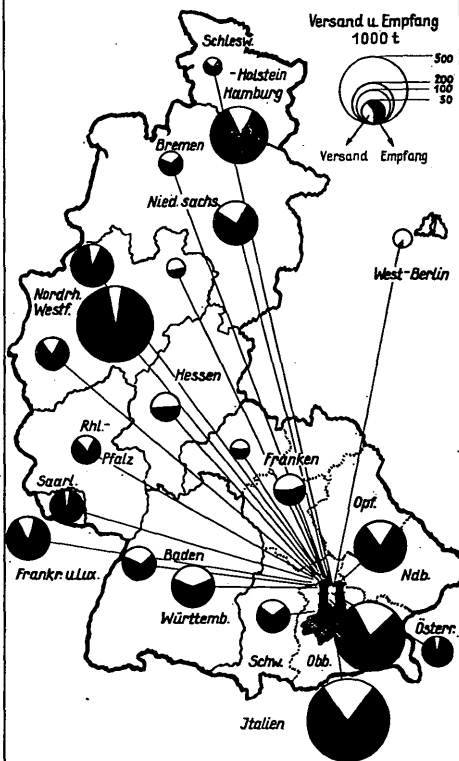 Versand u. Empfang
1000 t
500
200
100
50
Versand Empfang
Schlesw.
-Holstein
Hamburg
Bremen
Nied.sachs.
West-Berlin
Nordrh.
Westf.
Hessen
Rhl.-
Pfalz
Franken
Saarl.
Opf.
Frankr.u.Lux.
Baden
Ndb.
Württemb.
Österr.
Schw.
Obb.
Italien